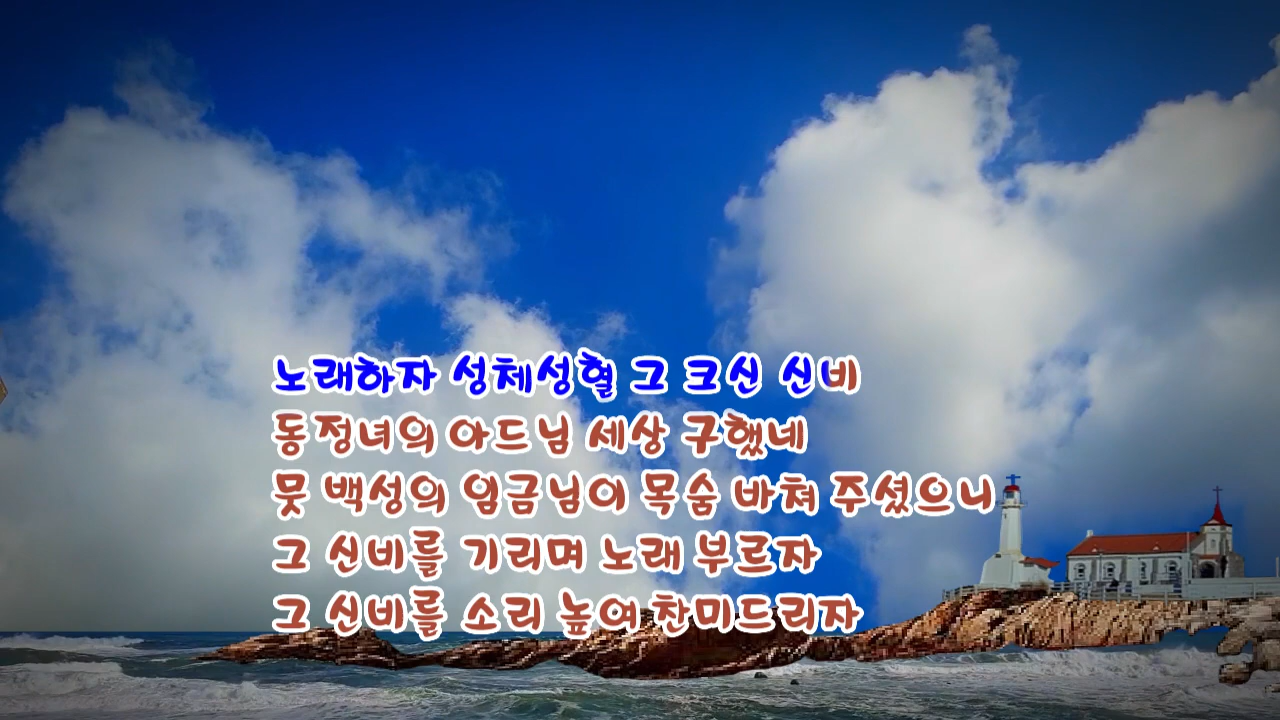 노래하자 성체성혈 그 크신 신비
동정녀의 아드님 세상 구했네
뭇 백성의 임금님이 목숨 바쳐 주셨으니
그 신비를 기리며 노래 부르자
그 신비를 소리 높여 찬미드리자